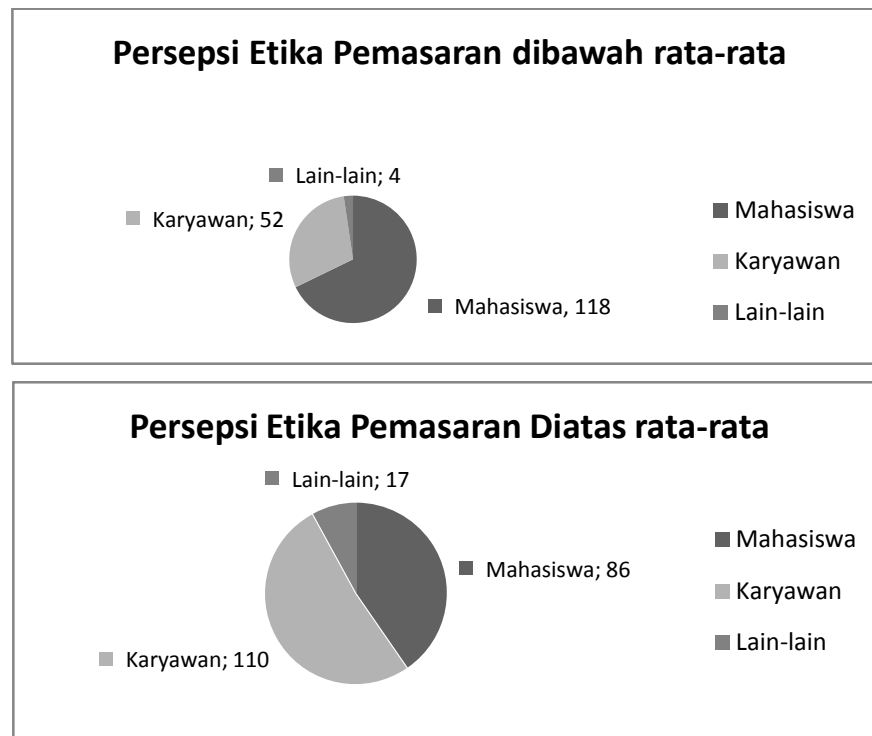 Persepsi Etika Pemasaran dibawah rata-rata
Lain-lain; 4
Karyawan; 52
Mahasiswa, 118
Mahasiswa
Karyawan
Lain-lain
Persepsi Etika Pemasaran Diatas rata-rata
Lain-lain; 17
Mahasiswa; 86
Karyawan; 110
Mahasiswa
Karyawan
Lain-lain